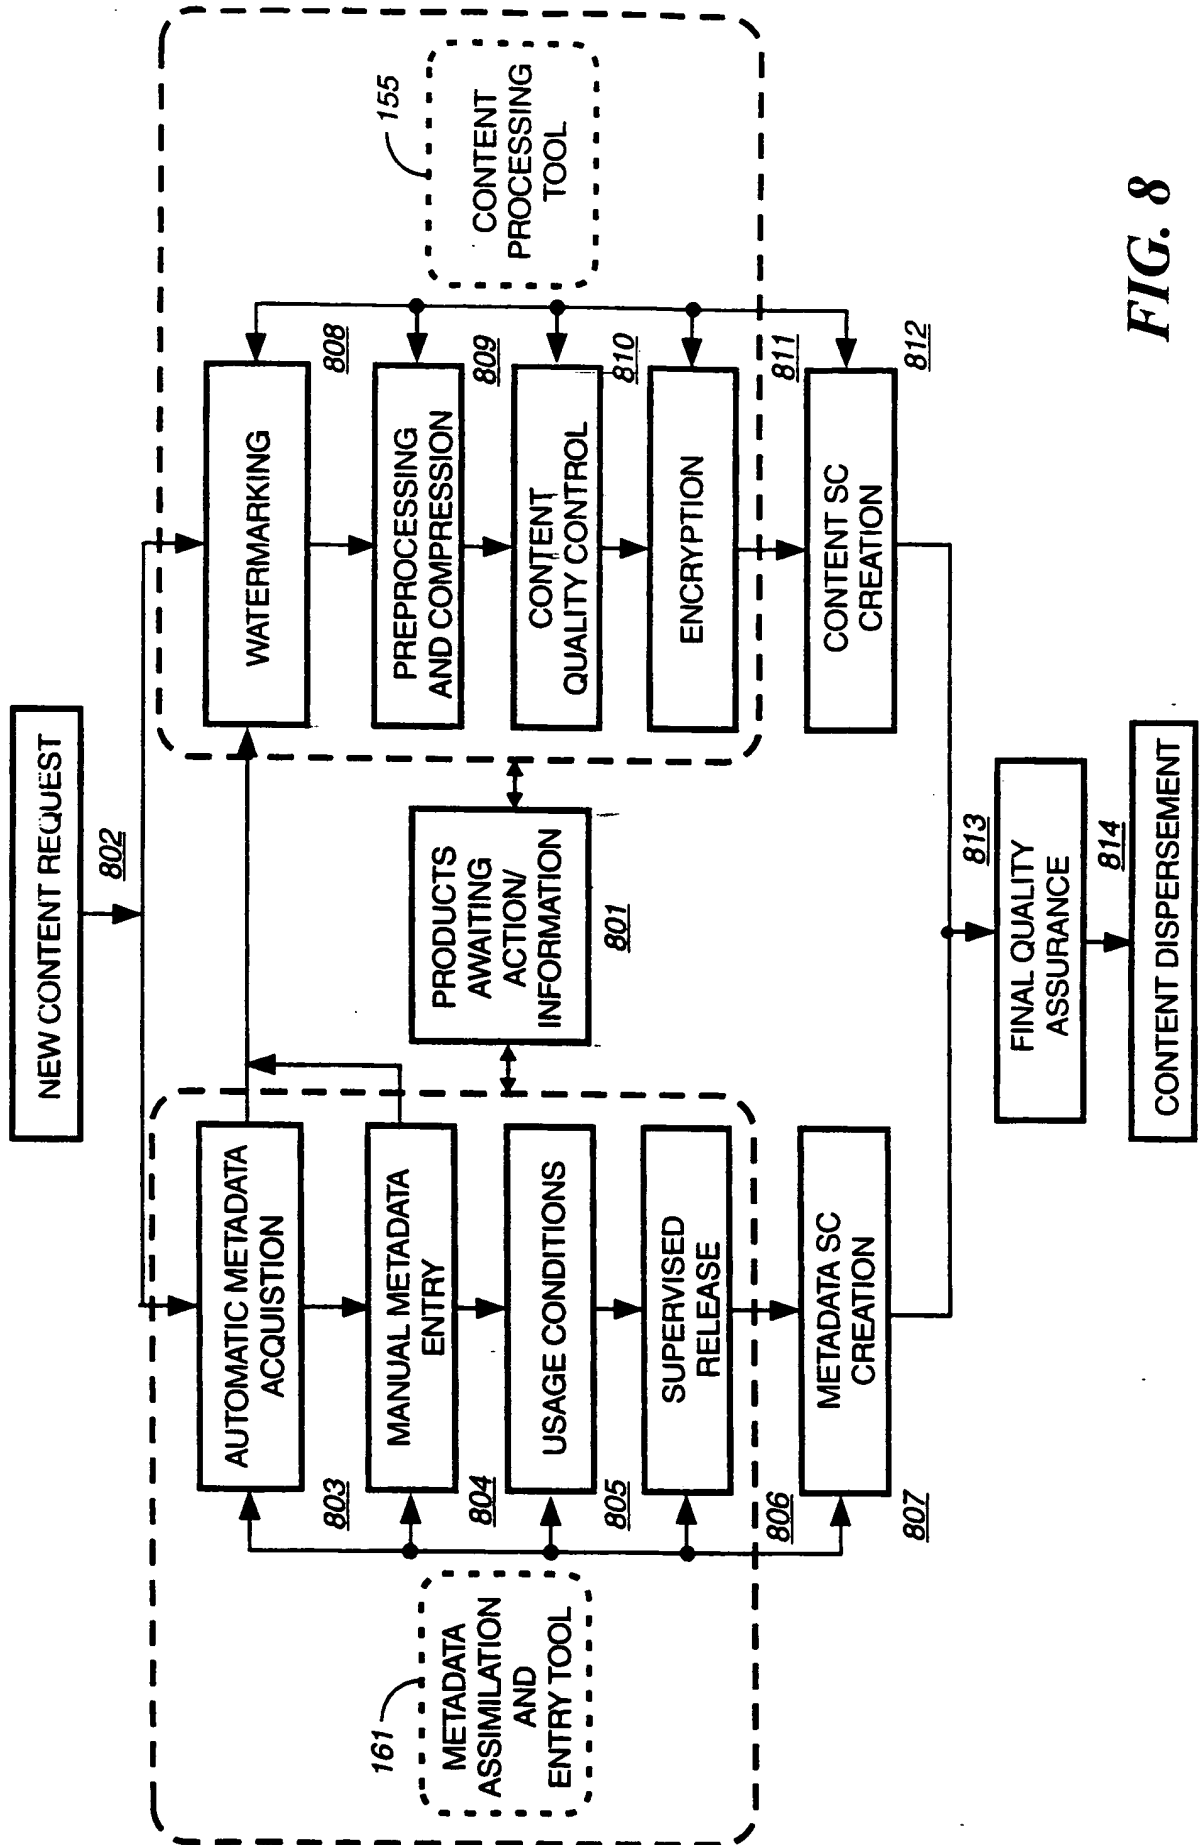 NEW CONTENT REQUEST
802
161
METADATA
ASSIMILATION
AND
ENTRY TOOL
AUTOMATIC METADATA
ACQUISTION
803
MANUAL METADATA
ENTRY
804
USAGE CONDITIONS
805
SUPERVISED
RELEASE
806
METADATA SC
CREATION
807
PRODUCTS
AWAITING
ACTION/
INFORMATION
801
WATERMARKING
808
PREPROCESSING
AND COMPRESSION
809
CONTENT
QUALITY CONTROL
810
ENCRYPTION
811
CONTENT SC
CREATION
812
155
CONTENT
PROCESSING
TOOL
FINAL QUALITY
ASSURANCE
813
CONTENT DISPERSEMENT
814
FIG. 8